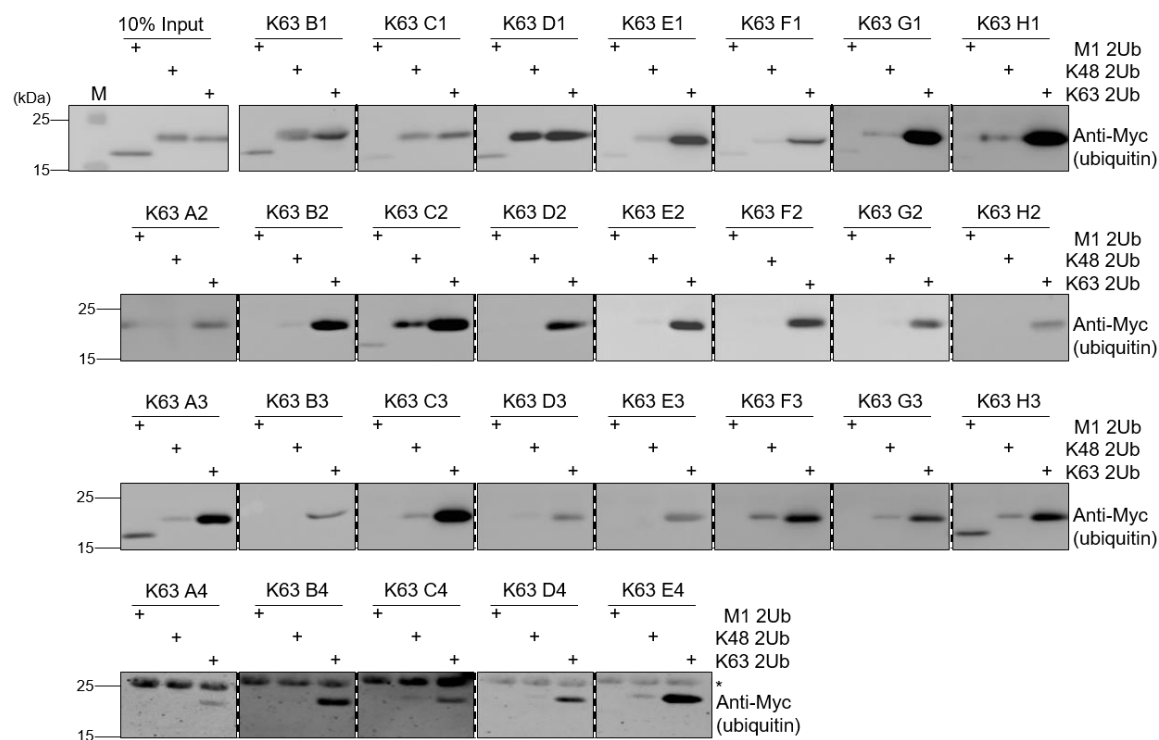 10% Input K63 B1 K63 C1 K63 D1 K63 E1 K63 F1 K63 G1 K63 H1
+ + + + + + + + M1 2Ub
+ + + + + + + + K48 2Ub
(kDa) M + + + + + + + + K63 2Ub
25
Anti-Myc
(ubiquitin)
15
K63 A2 K63 B2 K63 C2 K63 D2 K63 E2 K63 F2 K63 G2 K63 H2
+ + + + + + + + M1 2Ub
+ + + + + + + + K48 2Ub
+ + + + + + + + K63 2Ub
25
Anti-Myc
(ubiquitin)
15
K63 A3 K63 B3 K63 C3 K63 D3 K63 E3 K63 F3 K63 G3 K63 H3
+ + + + + + + + M1 2Ub
+ + + + + + + + K48 2Ub
+ + + + + + + + K63 2Ub
25
Anti-Myc
(ubiquitin)
15
K63 A4 K63 B4 K63 C4 K63 D4 K63 E4
+ + + + + M1 2Ub
+ + + + + K48 2Ub
+ + + + + K63 2Ub
25 *
Anti-Myc
(ubiquitin)
15